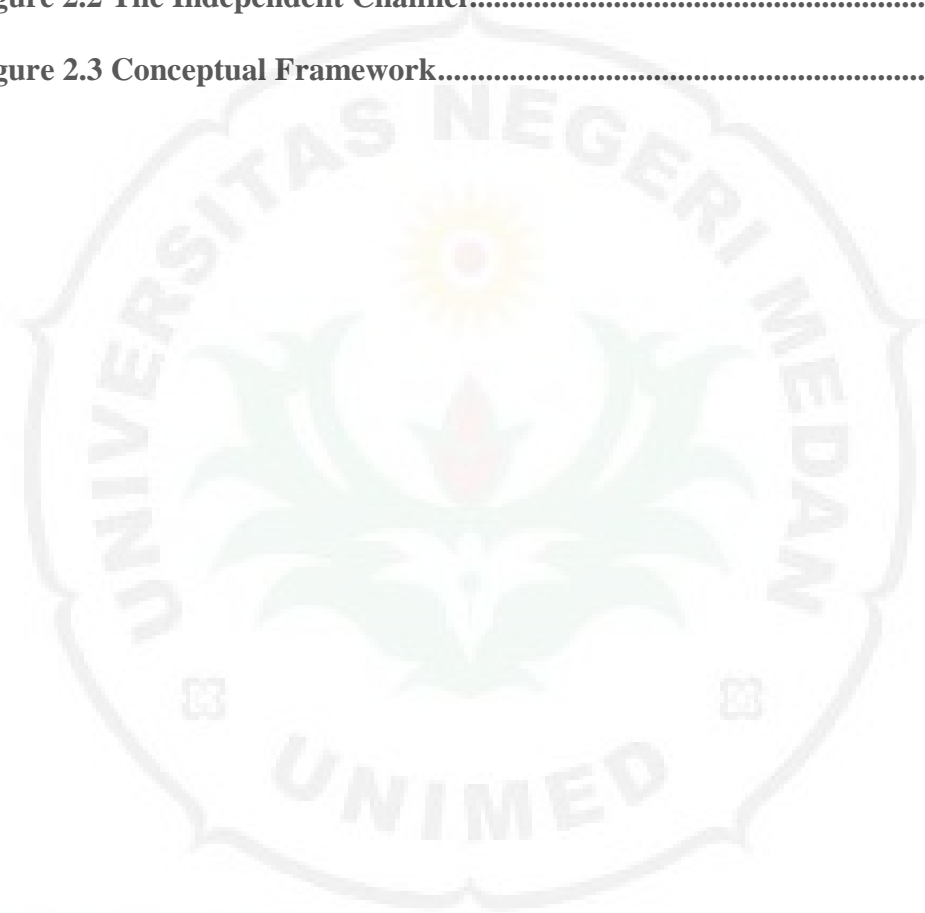 gure 2.2 The Independent Channel........................................................
gure 2.3 Conceptual Framework............................................................
UNIVERSITAS NEGERI MEDAN
UNIMED